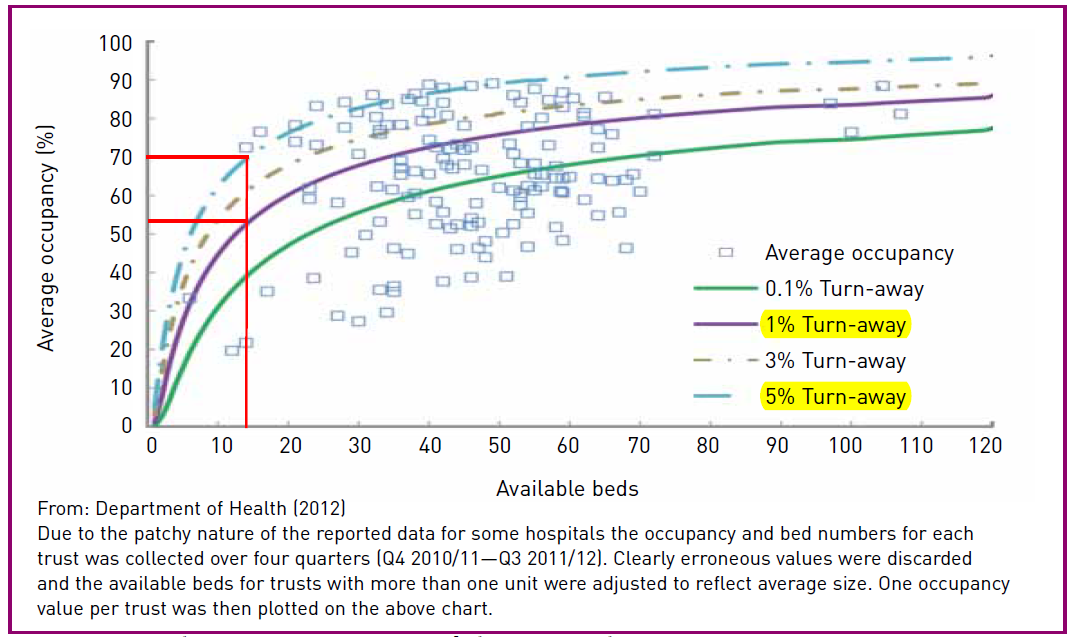 100
90
80
70
60
50
40
30
20
10
0
Average occupancy (%)
0 10 20 30 40 50 60 70 80 90 100 110 120
Available beds
Average occupancy
0.1% Turn-away
1% Turn-away
3% Turn-away
5% Turn-away
From: Department of Health (2012)
Due to the patchy nature of the reported data for some hospitals the occupancy and bed numbers for each
trust was collected over four quarters (Q4 2010/11—Q3 2011/12). Clearly erroneous values were discarded
and the available beds for trusts with more than one unit were adjusted to reflect average size. One occupancy
value per trust was then plotted on the above chart.